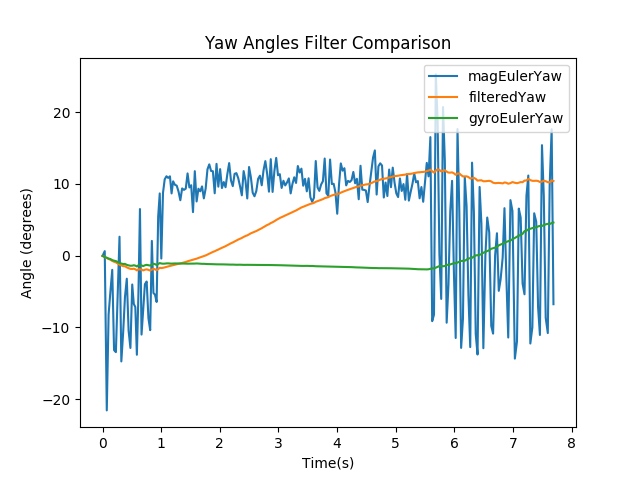 Yaw Angles Filter Comparison
magEulerYaw
filteredYaw
gyroEulerYaw
Angle (degrees)
20
10
0
−10
−20
0 1 2 3 4 5 6 7 8
Time(s)